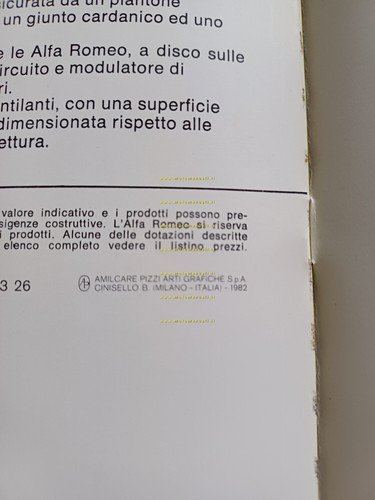 sicurata da un piantone
un giunto cardanico ed uno
e le Alfa Romeo, a disco sulle
ircuito e modulatore di
ri.
ntilanti, con una superficie
dimensionata rispetto alle
ettura.
valore indicativo e i prodotti possono pre-
sigenze costruttive. L'Alfa Romeo si riserva
i prodotti. Alcune delle dotazioni descritte
elenco completo vedere il listino prezzi.
3 26
AMILCARE PIZZI ARTI GRAFICHE S.p.A.
CINISELLO B. (MILANO - ITALIA) - 1982